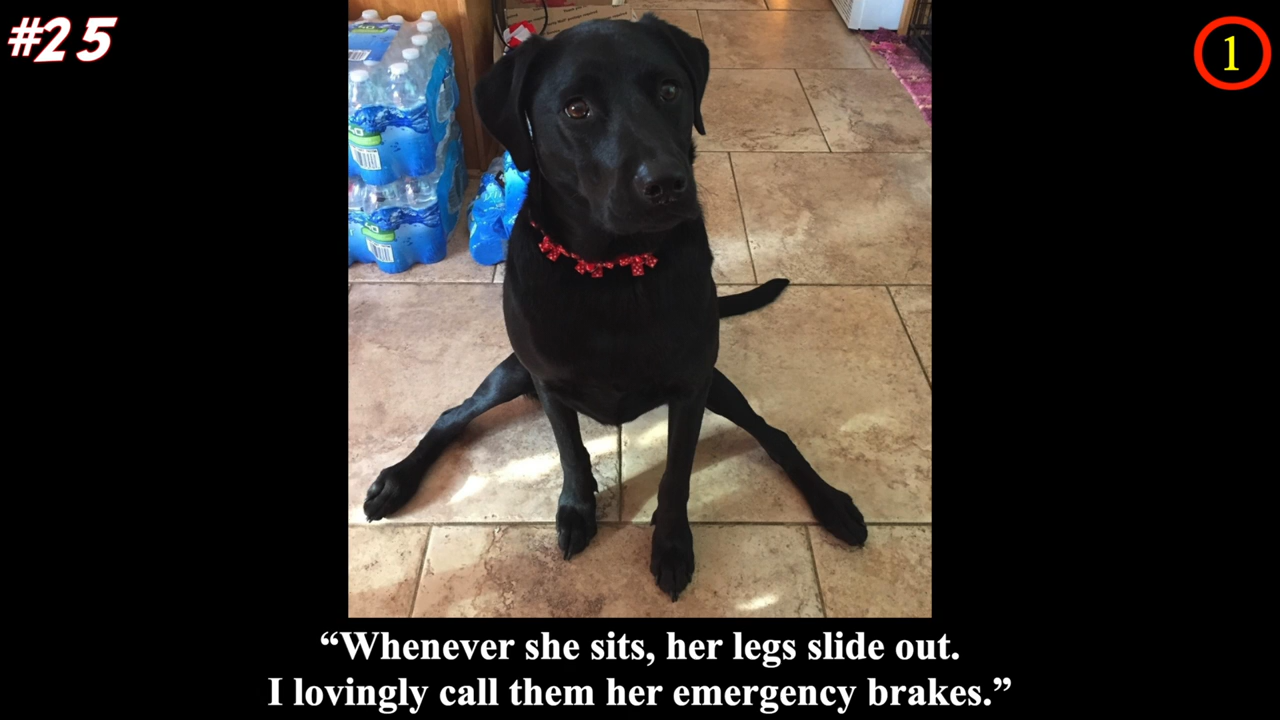 #25
1
“Whenever she sits, her legs slide out.
I lovingly call them her emergency brakes.”